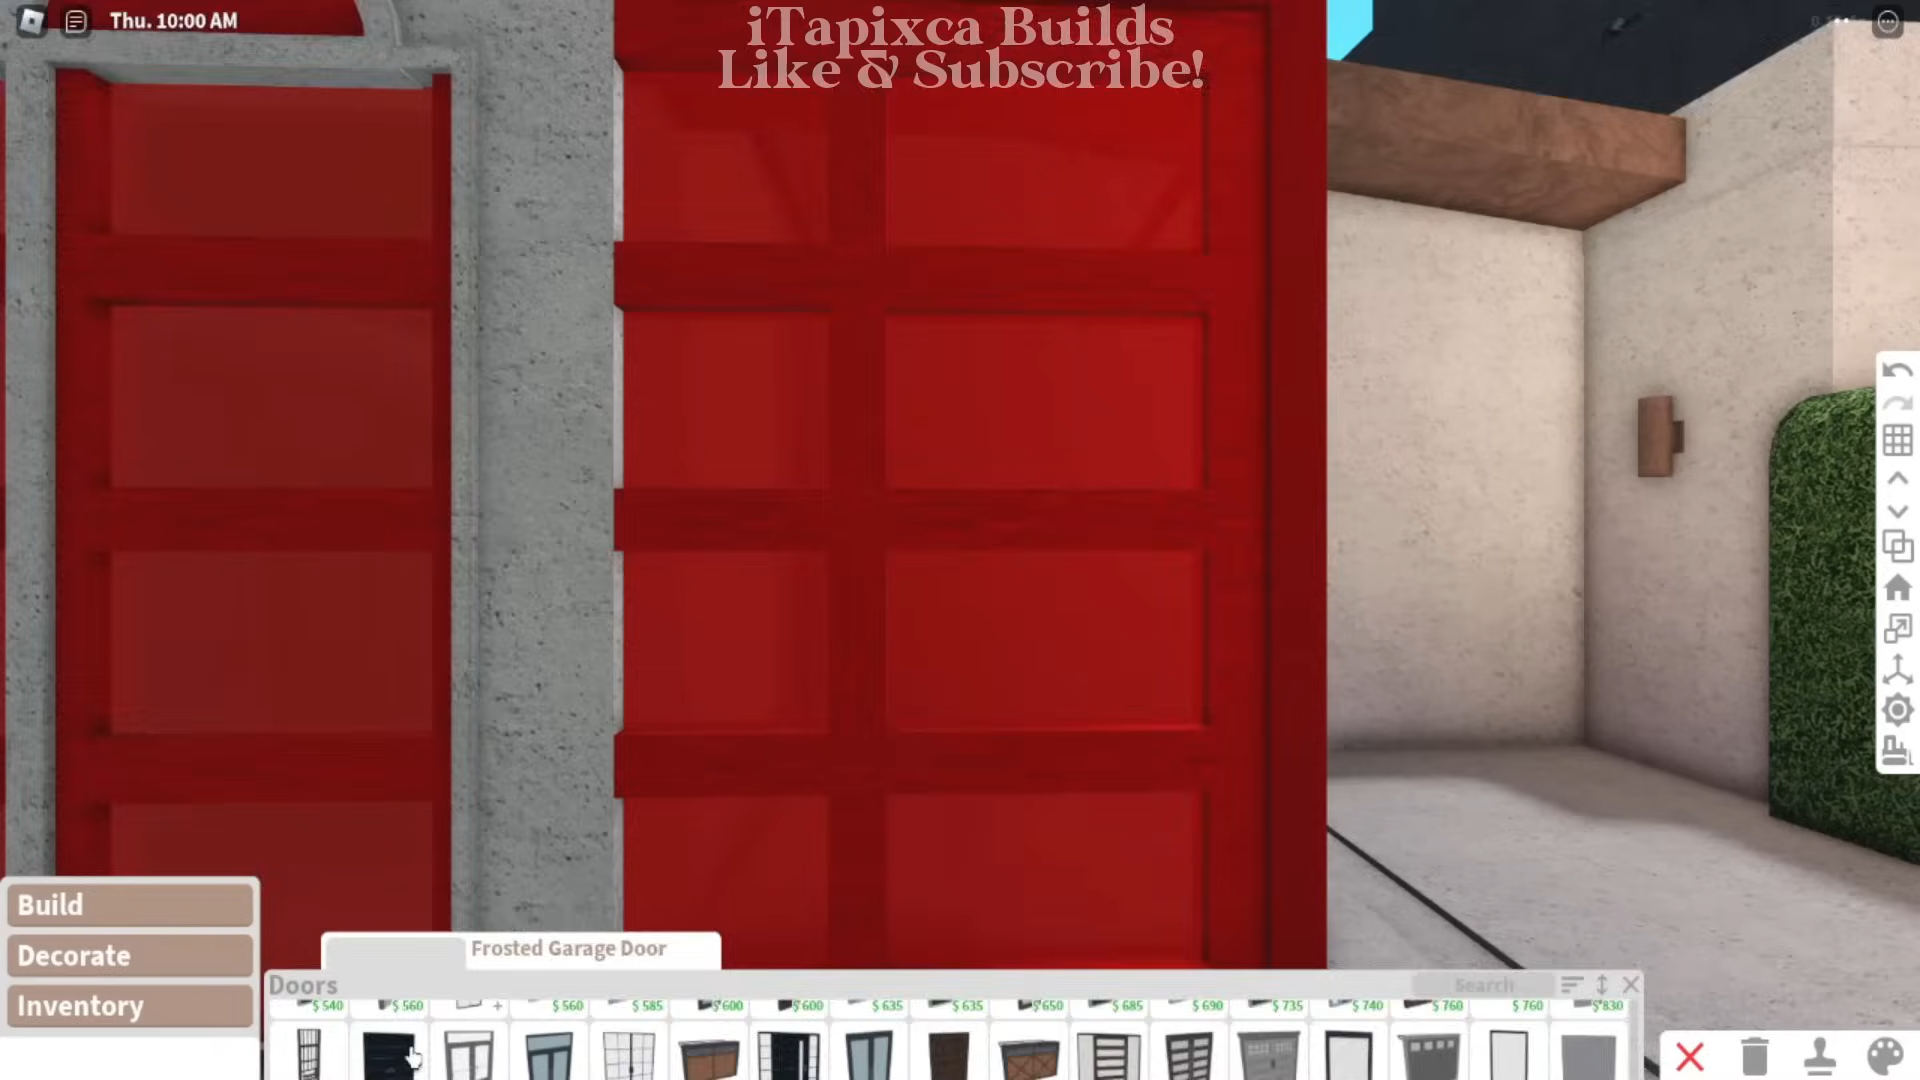 Thu. 10:00 AM
iTapixca Builds
Like & Subscribe!
Build
Decorate
Inventory
Frosted Garage Door
Doors
Search
$ 540
$ 560
$ 560
$ 585
$ 600
$ 600
$ 635
$ 635
$ 650
$ 685
$ 690
$ 735
$ 740
$ 760
$ 760
$ 830